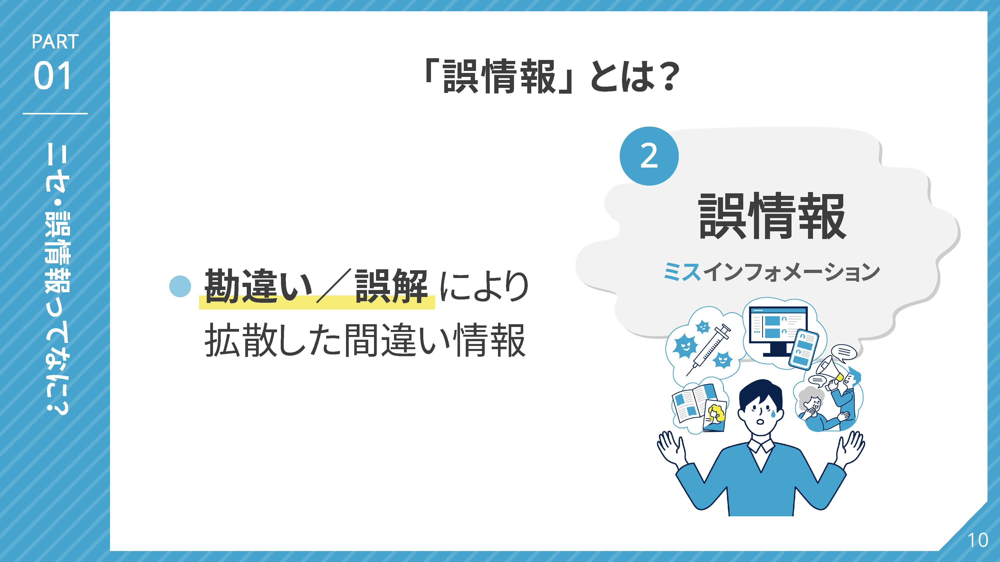 PART
01
ニセ・誤情報ってなに?
「誤情報」とは?
2
誤情報
ミスインフォメーション
勘違い／誤解 により
拡散した間違い情報
10